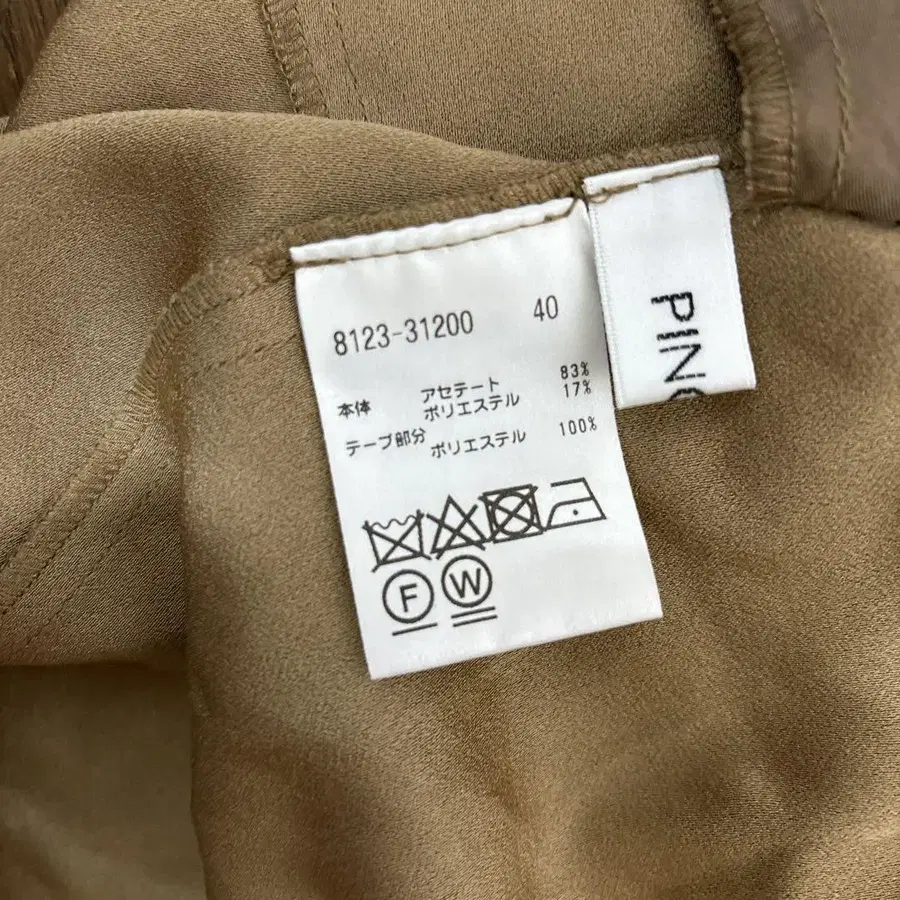 8123-31200 40
本体 アセテート 83%
ポリエステル 17%
テープ部分 ポリエステル 100%
F W
PIN